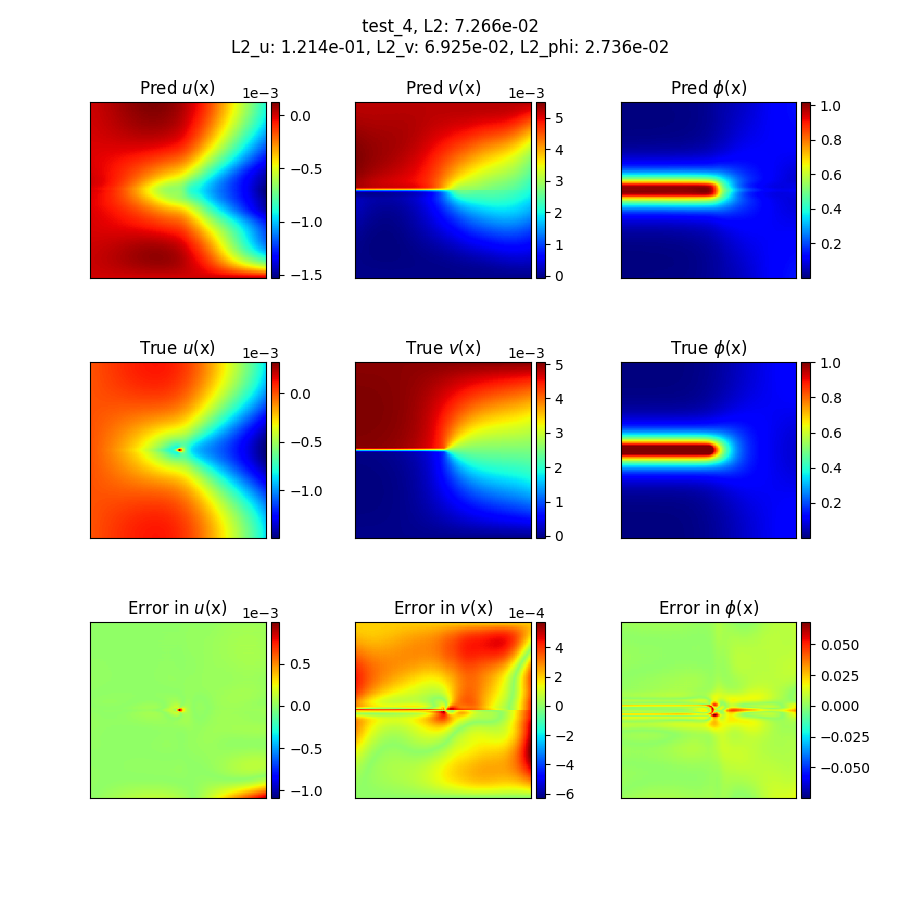 test_4, L2: 7.266e-02
L2_u: 1.214e-01, L2_v: 6.925e-02, L2_phi: 2.736e-02
Pred u(x)
1e−3
0.0
−0.5
−1.0
−1.5
Pred v(x)
1e−3
5
4
3
2
1
0
Pred ϕ(x)
1.0
0.8
0.6
0.4
0.2
True u(x)
1e−3
0.0
−0.5
−1.0
True v(x)
1e−3
5
4
3
2
1
0
True ϕ(x)
1.0
0.8
0.6
0.4
0.2
Error in u(x)
1e−3
0.5
0.0
−0.5
−1.0
Error in v(x)
1e−4
4
2
0
−2
−4
−6
Error in ϕ(x)
0.050
0.025
0.000
−0.025
−0.050